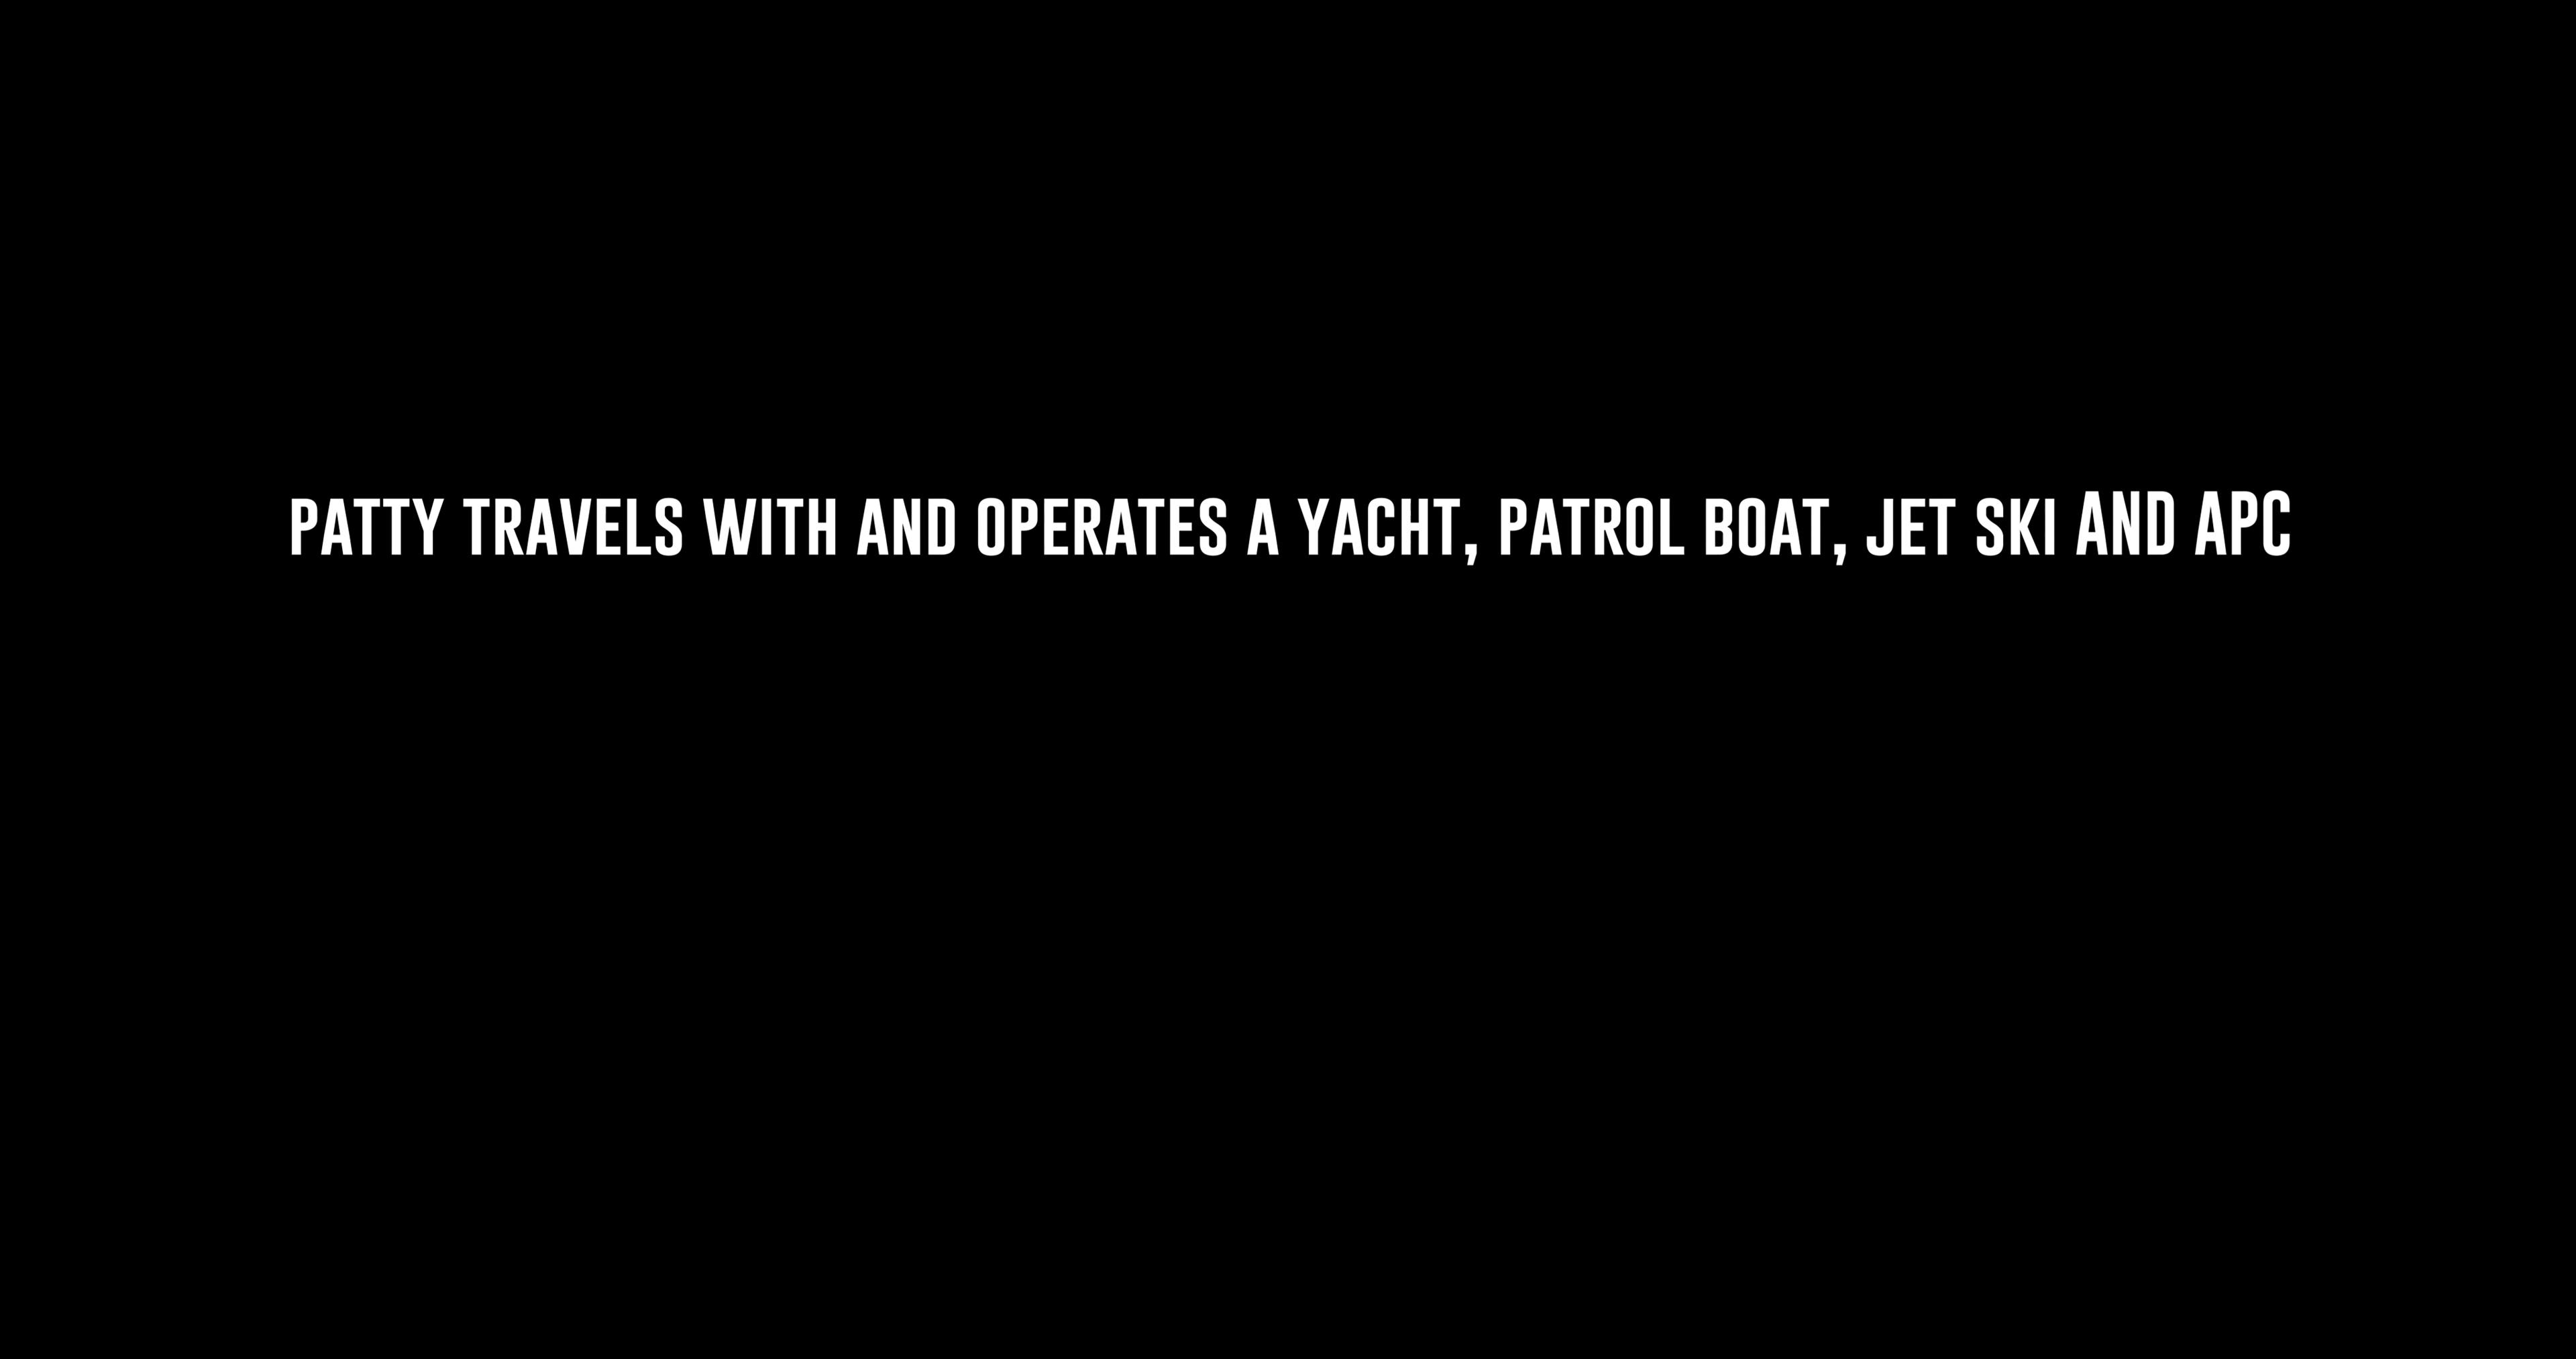 PATTY TRAVELS WITH AND OPERATES A YACHT, PATROL BOAT, JET SKI AND APC